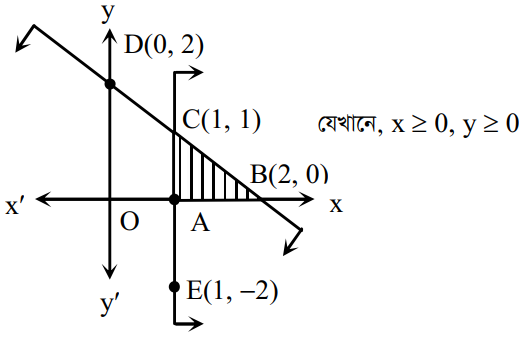 y
D(0, 2)
C(1, 1)
যেখানে, x ≥ 0, y ≥ 0
B(2, 0)
x′
O
A
x
E(1, −2)
y′